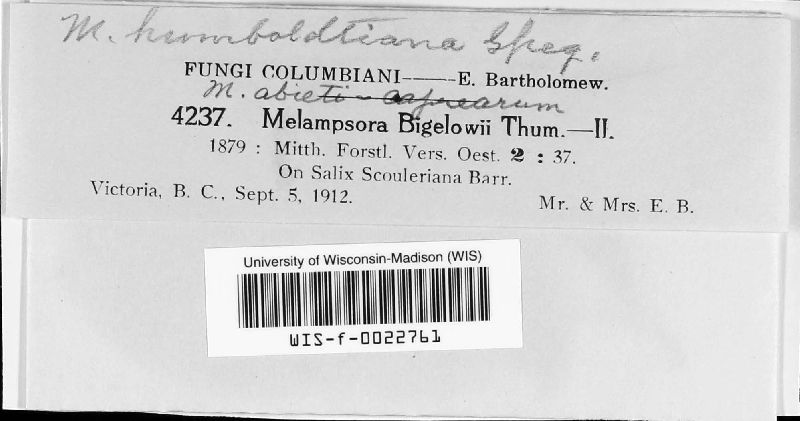 M. humboldtiana Speg.
FUNGI COLUMBIANI——E. Bartholomew.
M. abieti - caprearum
4237. Melampsora Bigelowii Thum.—II.
1879 : Mitth. Forstl. Vers. Oest. 2 : 37.
On Salix Scouleriana Barr.
Victoria, B. C., Sept. 5, 1912. Mr. & Mrs. E. B.
University of Wisconsin-Madison (WIS)
WIS-f-0022761